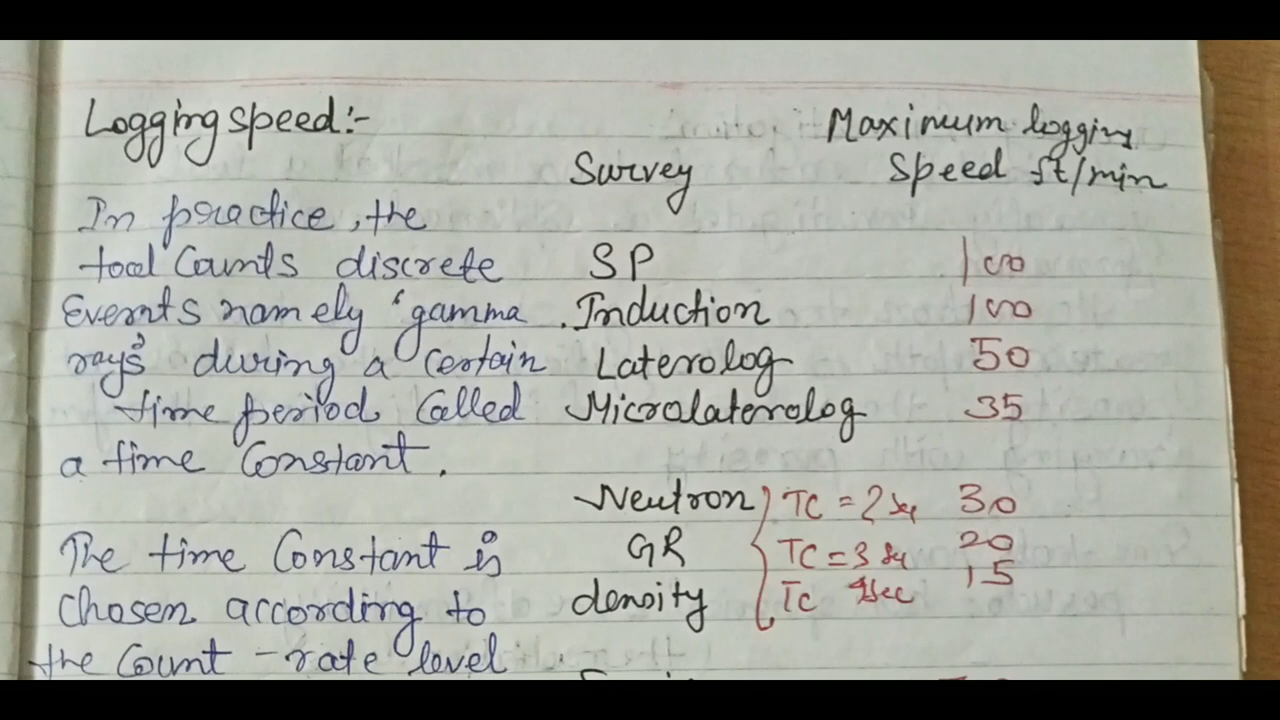 Logging speed:-
In practice, the
tool Counts discrete
Events namely 'gamma
rays' during a certain
time period Called
a time Constant.
The time Constant is
Chosen according to
the Count-rate level
Survey Maximum logging
Speed ft/min
SP 100
Induction 100
Laterolog 50
Microlaterolog 35
Neutron TC = 2 sec 30
GR TC = 3 sec 20
density TC 4sec 15